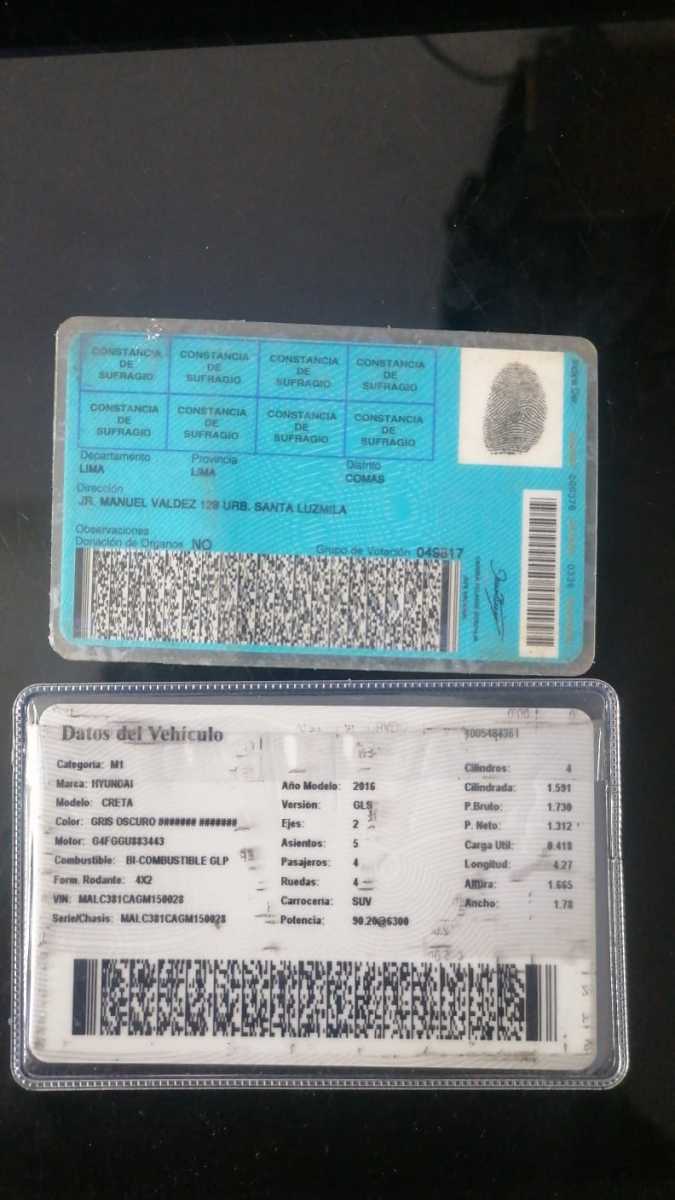 CONSTANCIA DE SUFRAGIO CONSTANCIA DE SUFRAGIO CONSTANCIA DE SUFRAGIO CONSTANCIA DE SUFRAGIO
CONSTANCIA DE SUFRAGIO CONSTANCIA DE SUFRAGIO CONSTANCIA DE SUFRAGIO CONSTANCIA DE SUFRAGIO
Departamento Provincia Distrito
LIMA LIMA COMAS
Dirección
JR. MANUEL VALDEZ 129 URB. SANTA LUZMILA
Observaciones
Donación de Organos NO Grupo de Votación 049817
Datos del Vehículo
Categoría: M1 Cilindros: 4
Marca: HYUNDAI Año Modelo: 2016 Cilindrada: 1.591
Modelo: CRETA Versión: GLS P.Bruto: 1.730
Color: GRIS OSCURO ####### ####### Ejes: 2 P. Neto: 1.312
Motor: G4FGGU883443 Asientos: 5 Carga Util: 0.418
Combustible: BI-COMBUSTIBLE GLP Pasajeros: 4 Longitud: 4.27
Form. Rodante: 4X2 Ruedas: 4 Altura: 1.665
VIN: MALC381CAGM150028 Carrocería: SUV Ancho: 1.78
Serie/Chasis: MALC381CAGM150028 Potencia: 90.20@6300